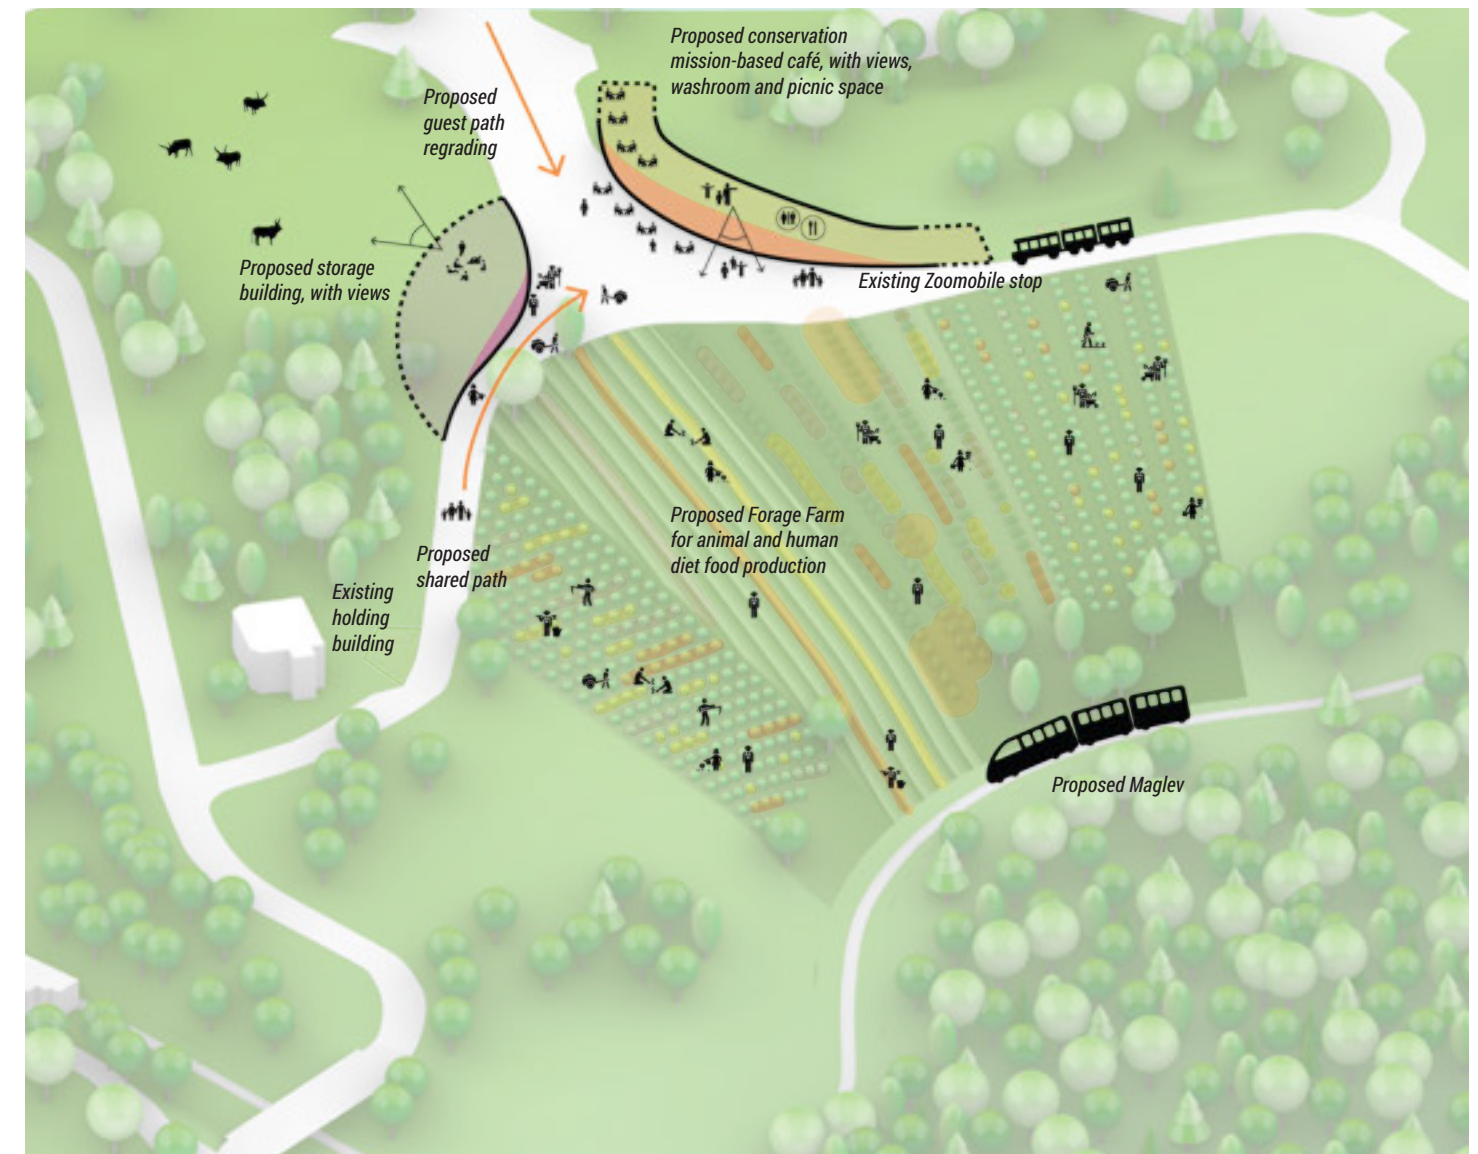 Proposed conservation
mission-based café, with views,
washroom and picnic space
Proposed
guest path
regrading
Proposed storage
building, with views
Existing Zoomobile stop
Proposed Forage Farm
for animal and human
diet food production
Proposed
shared path
Existing
holding
building
Proposed Maglev